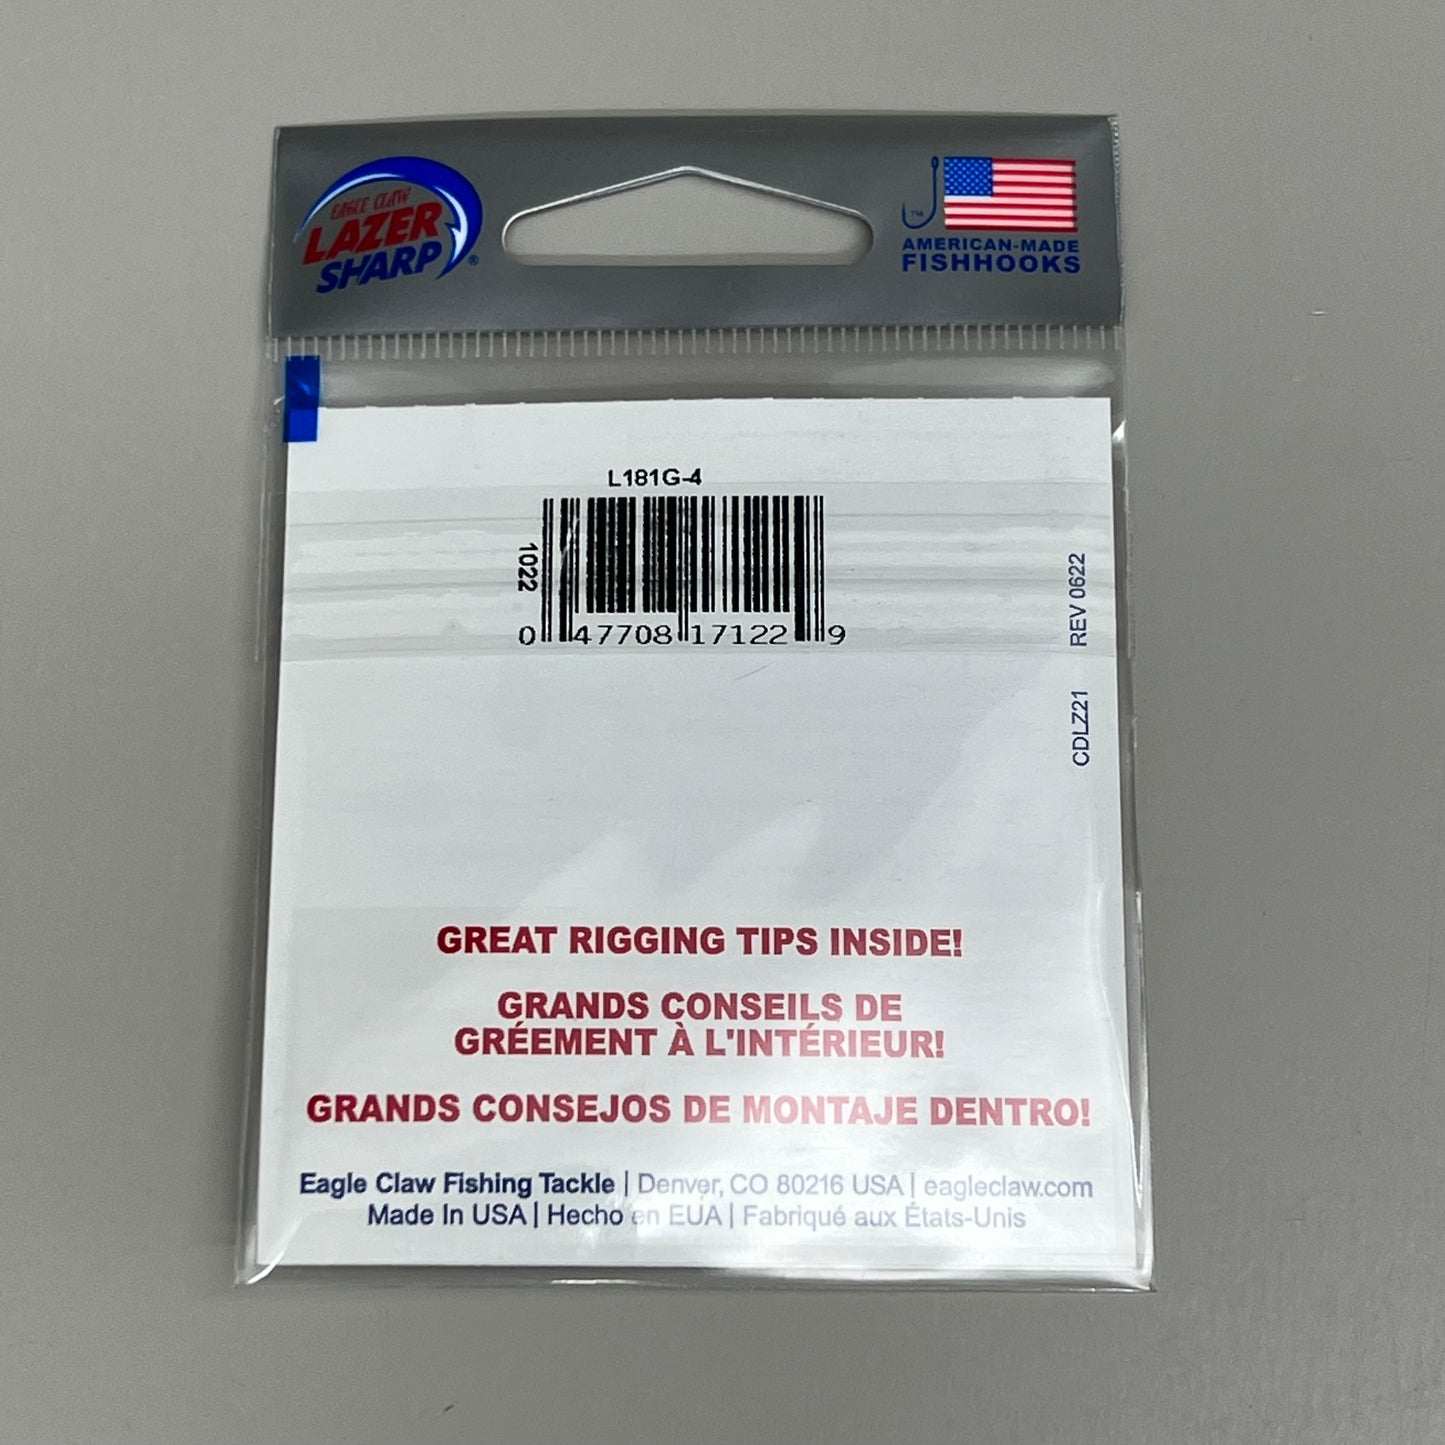 EAGLE CLAW
LAZER
SHARP®
™
AMERICAN-MADE
FISHHOOKS
L181G-4
1022
0 47708 17122 9
REV 0622
CDLZ21
GREAT RIGGING TIPS INSIDE!
GRANDS CONSEILS DE
GRÉEMENT À L'INTÉRIEUR!
GRANDS CONSEJOS DE MONTAJE DENTRO!
Eagle Claw Fishing Tackle | Denver, CO 80216 USA | eagleclaw.com
Made In USA | Hecho en EUA | Fabriqué aux États-Unis